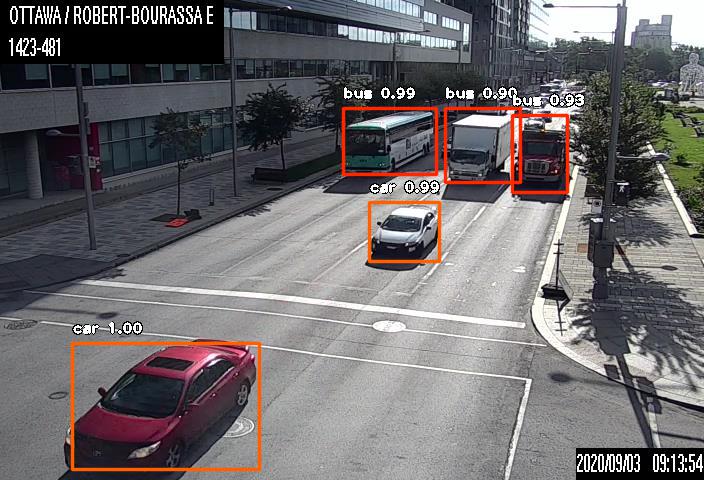 OTTAWA / ROBERT-BOURASSA E
1423-481
bus 0.99
bus 0.90
bus 0.93
car 0.99
car 1.00
2020/09/03 09:13:54